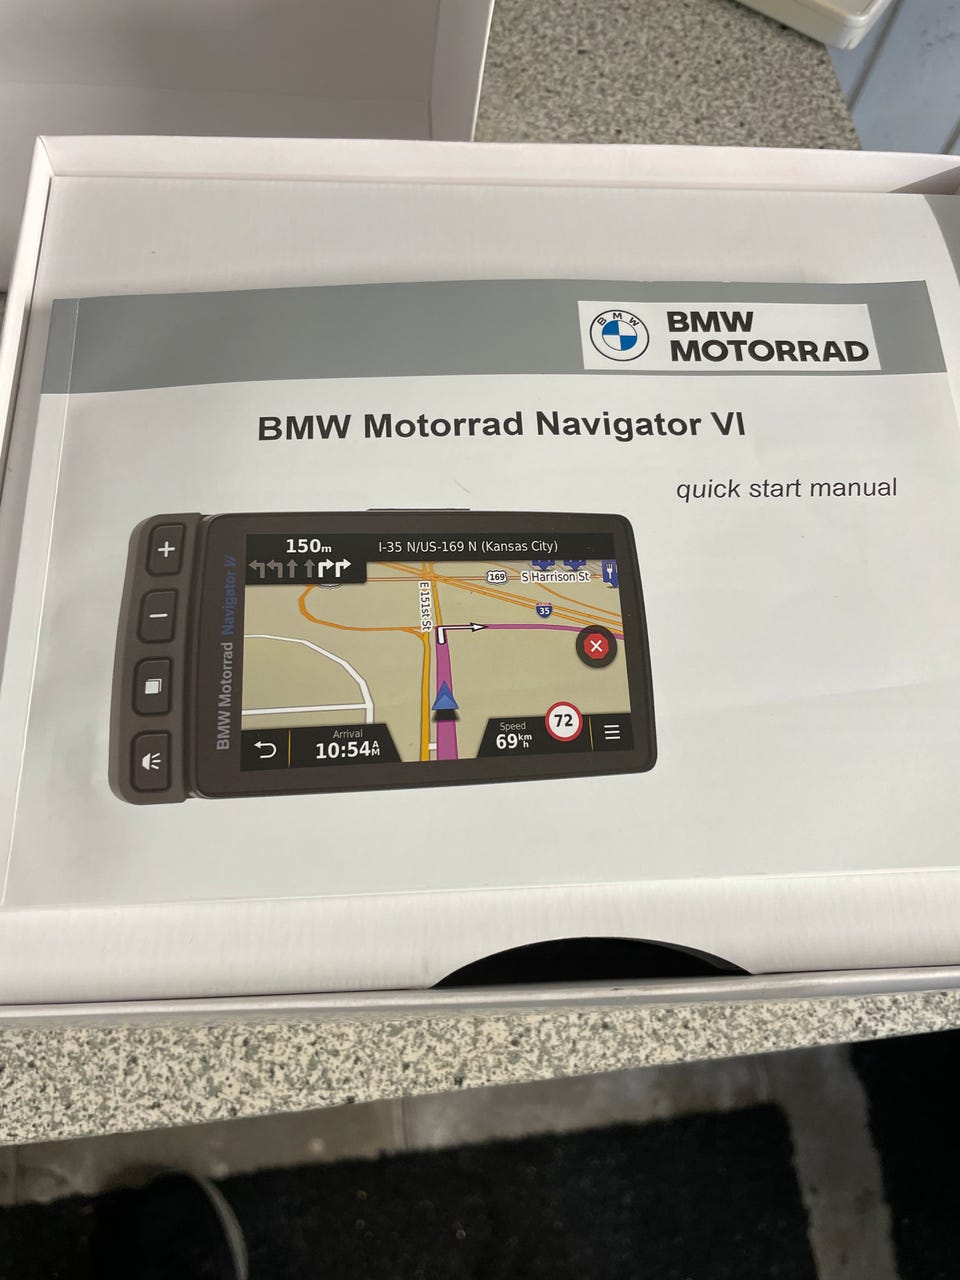 BMW
BMW
MOTORRAD
BMW Motorrad Navigator VI
quick start manual
150m
I-35 N/US-169 N (Kansas City)
169
S Harrison St
E 151st St
35
BMW Motorrad Navigator VI
Arrival
10:54AM
Speed
69km/h
72